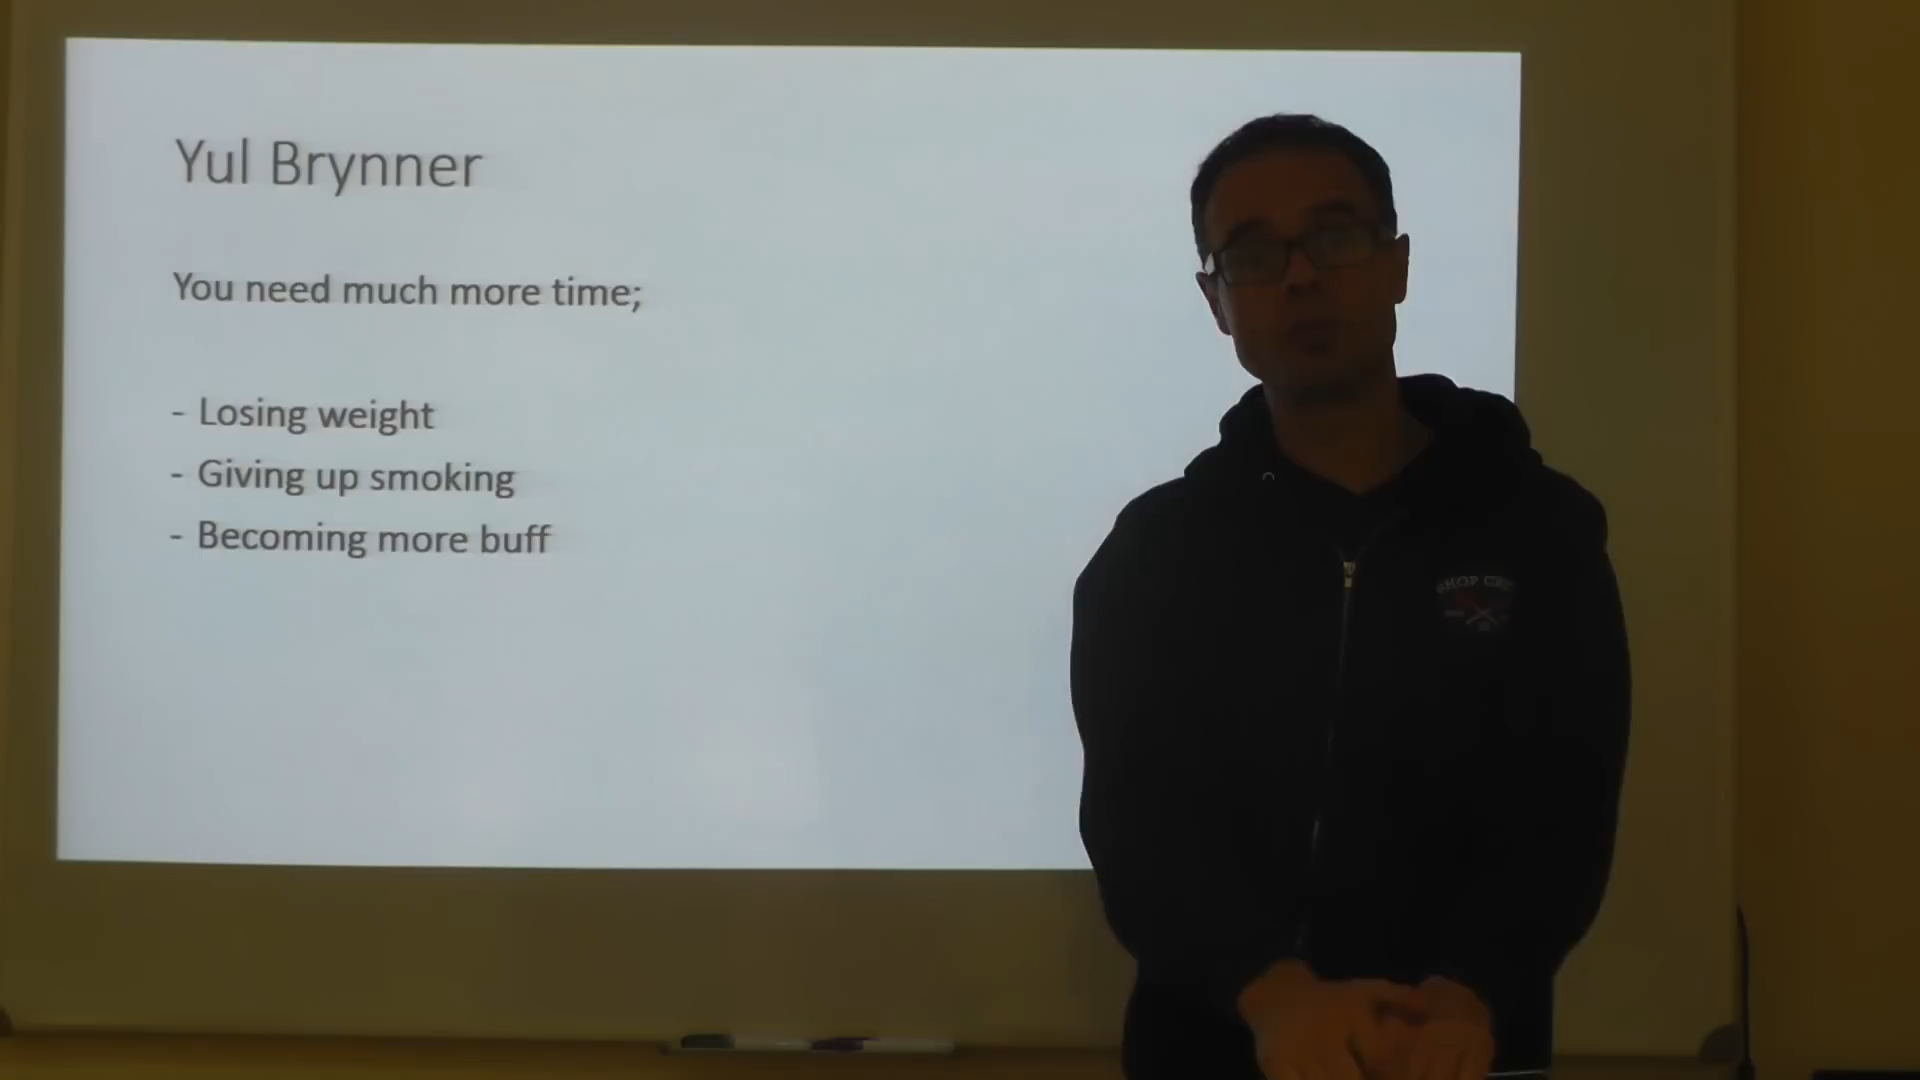 Yul Brynner
You need much more time;
- Losing weight
- Giving up smoking
- Becoming more buff